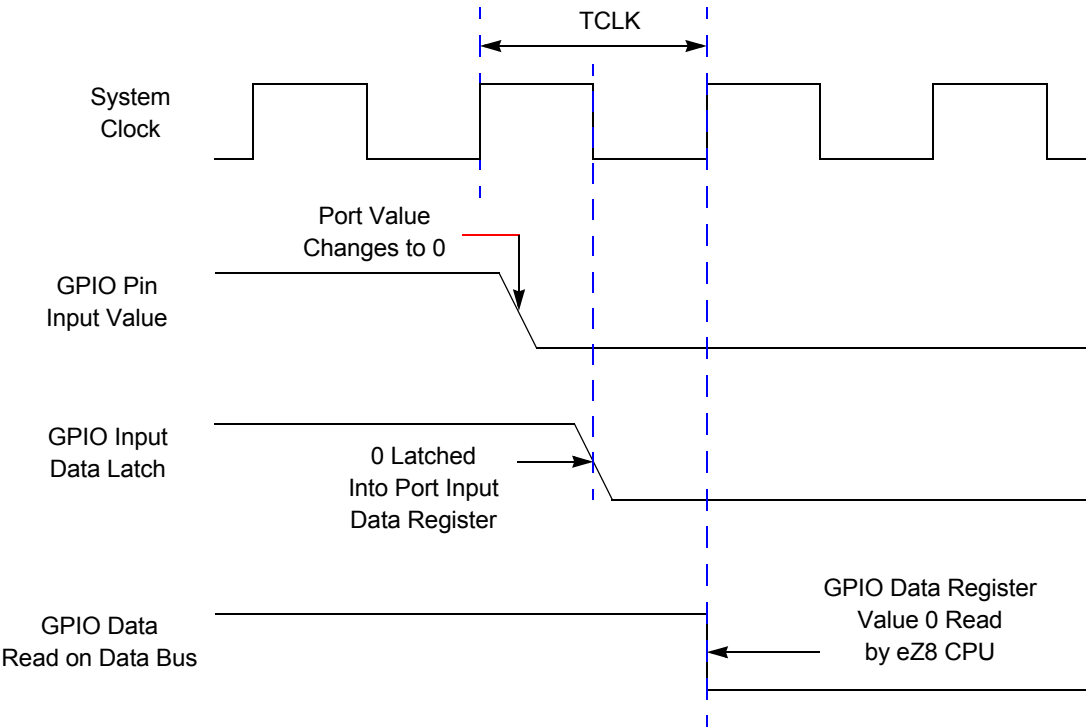 TCLK
System
Clock
Port Value
Changes to 0
GPIO Pin
Input Value
GPIO Input
Data Latch
0 Latched
Into Port Input
Data Register
GPIO Data Register
Value 0 Read
by eZ8 CPU
GPIO Data
Read on Data Bus